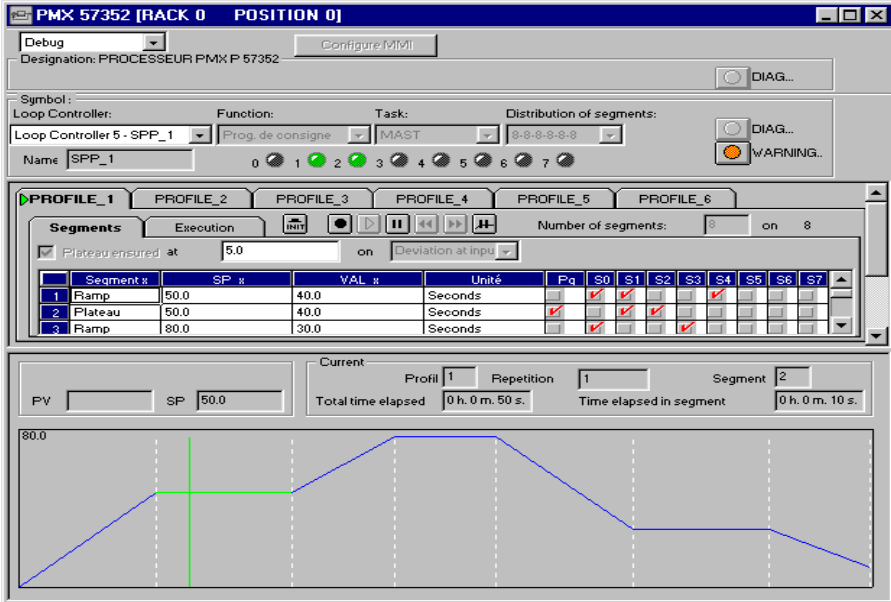 PMX 57352 [RACK 0 POSITION 0]
Debug Configure MMI
Designation: PROCESSEUR PMX P 57352
DIAG...
Symbol :
Loop Controller: Function: Task: Distribution of segments:
Loop Controller 5 - SPP_1 Prog. de consigne MAST 8-8-8-8-8-8 DIAG...
Name SPP_1 0 1 2 3 4 5 6 7 WARNING..
PROFILE_1 PROFILE_2 PROFILE_3 PROFILE_4 PROFILE_5 PROFILE_6
Segments Execution INIT Number of segments: 8 on 8
Plateau ensured at 5.0 on Deviation at inpu
Segment x SP x VAL x Unité Pg S0 S1 S2 S3 S4 S5 S6 S7
1 Ramp 50.0 40.0 Seconds
2 Plateau 50.0 40.0 Seconds
3 Ramp 80.0 30.0 Seconds
Current
Profil 1 Repetition 1 Segment 2
PV SP 50.0 Total time elapsed 0 h. 0 m. 50 s. Time elapsed in segment 0 h. 0 m. 10 s.
80.0